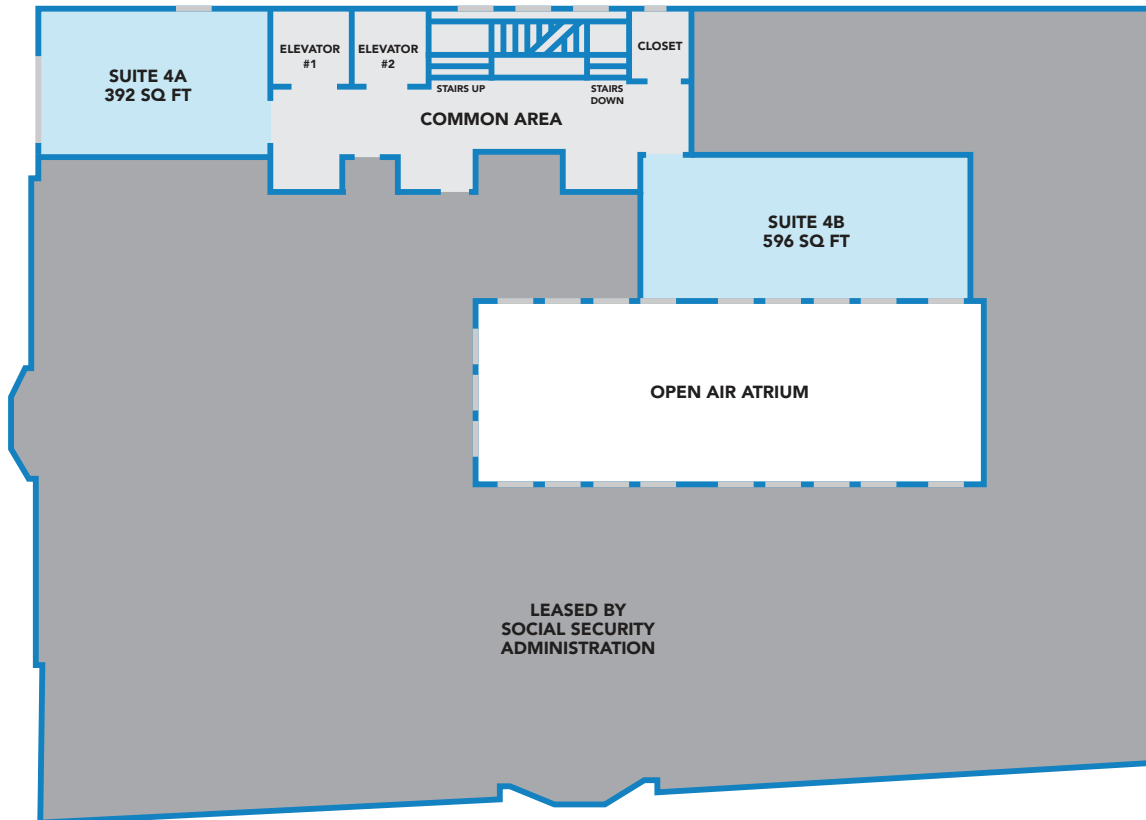 SUITE 4A
392 SQ FT
ELEVATOR
#1
ELEVATOR
#2
CLOSET
STAIRS UP
STAIRS
DOWN
COMMON AREA
SUITE 4B
596 SQ FT
OPEN AIR ATRIUM
LEASED BY
SOCIAL SECURITY
ADMINISTRATION